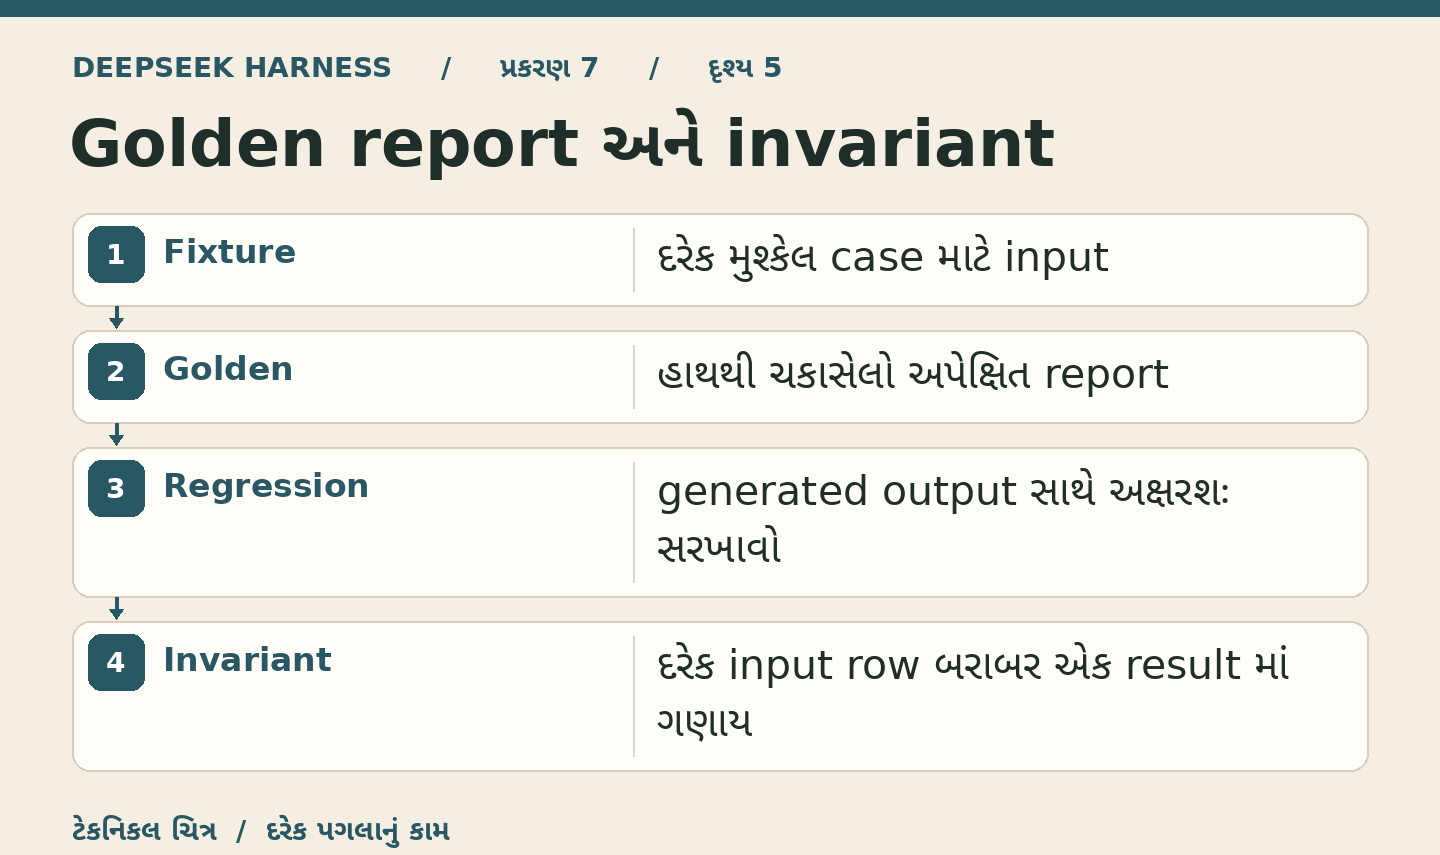 DEEPSEEK HARNESS / પ્રકરણ 7 / દૃશ્ય 5
Golden report અને invariant
1 Fixture
દરેક મુશ્કેલ case માટે input
2 Golden
હાથથી ચકાસેલો અપેક્ષિત report
3 Regression
generated output સાથે અક્ષરશઃ
સરખાવો
4 Invariant
દરેક input row બરાબર એક result માં
ગણાય
ટેકનિકલ ચિત્ર / દરેક પગલાનું કામ